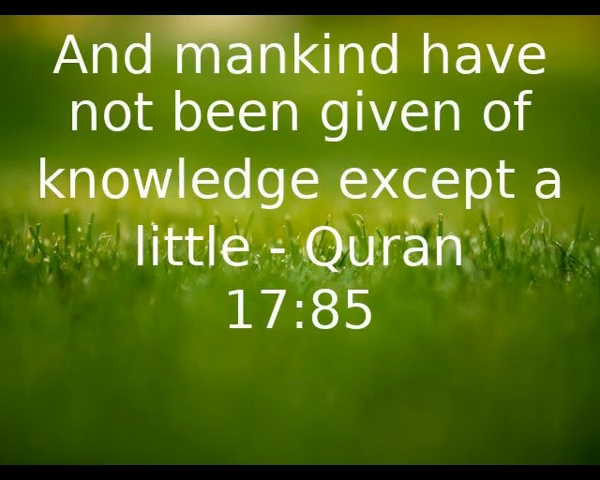 And mankind have
not been given of
knowledge except a
little - Quran
17:85